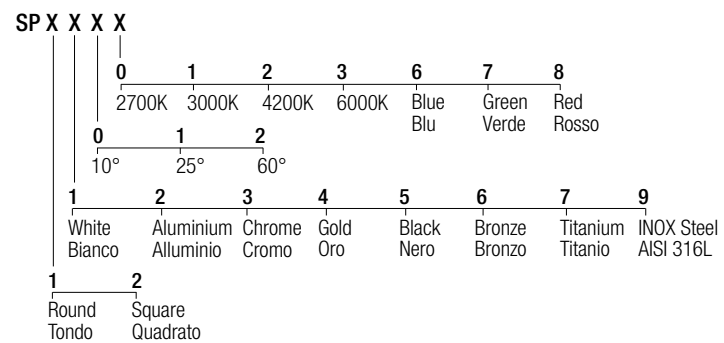 SP X X X X
0 1 2 3 6 7 8
2700K 3000K 4200K 6000K Blue Green Red
Blu Verde Rosso
0 1 2
10° 25° 60°
1 2 3 4 5 6 7 9
White Aluminium Chrome Gold Black Bronze Titanium INOX Steel
Bianco Alluminio Cromo Oro Nero Bronzo Titanio AISI 316L
1 2
Round Square
Tondo Quadrato